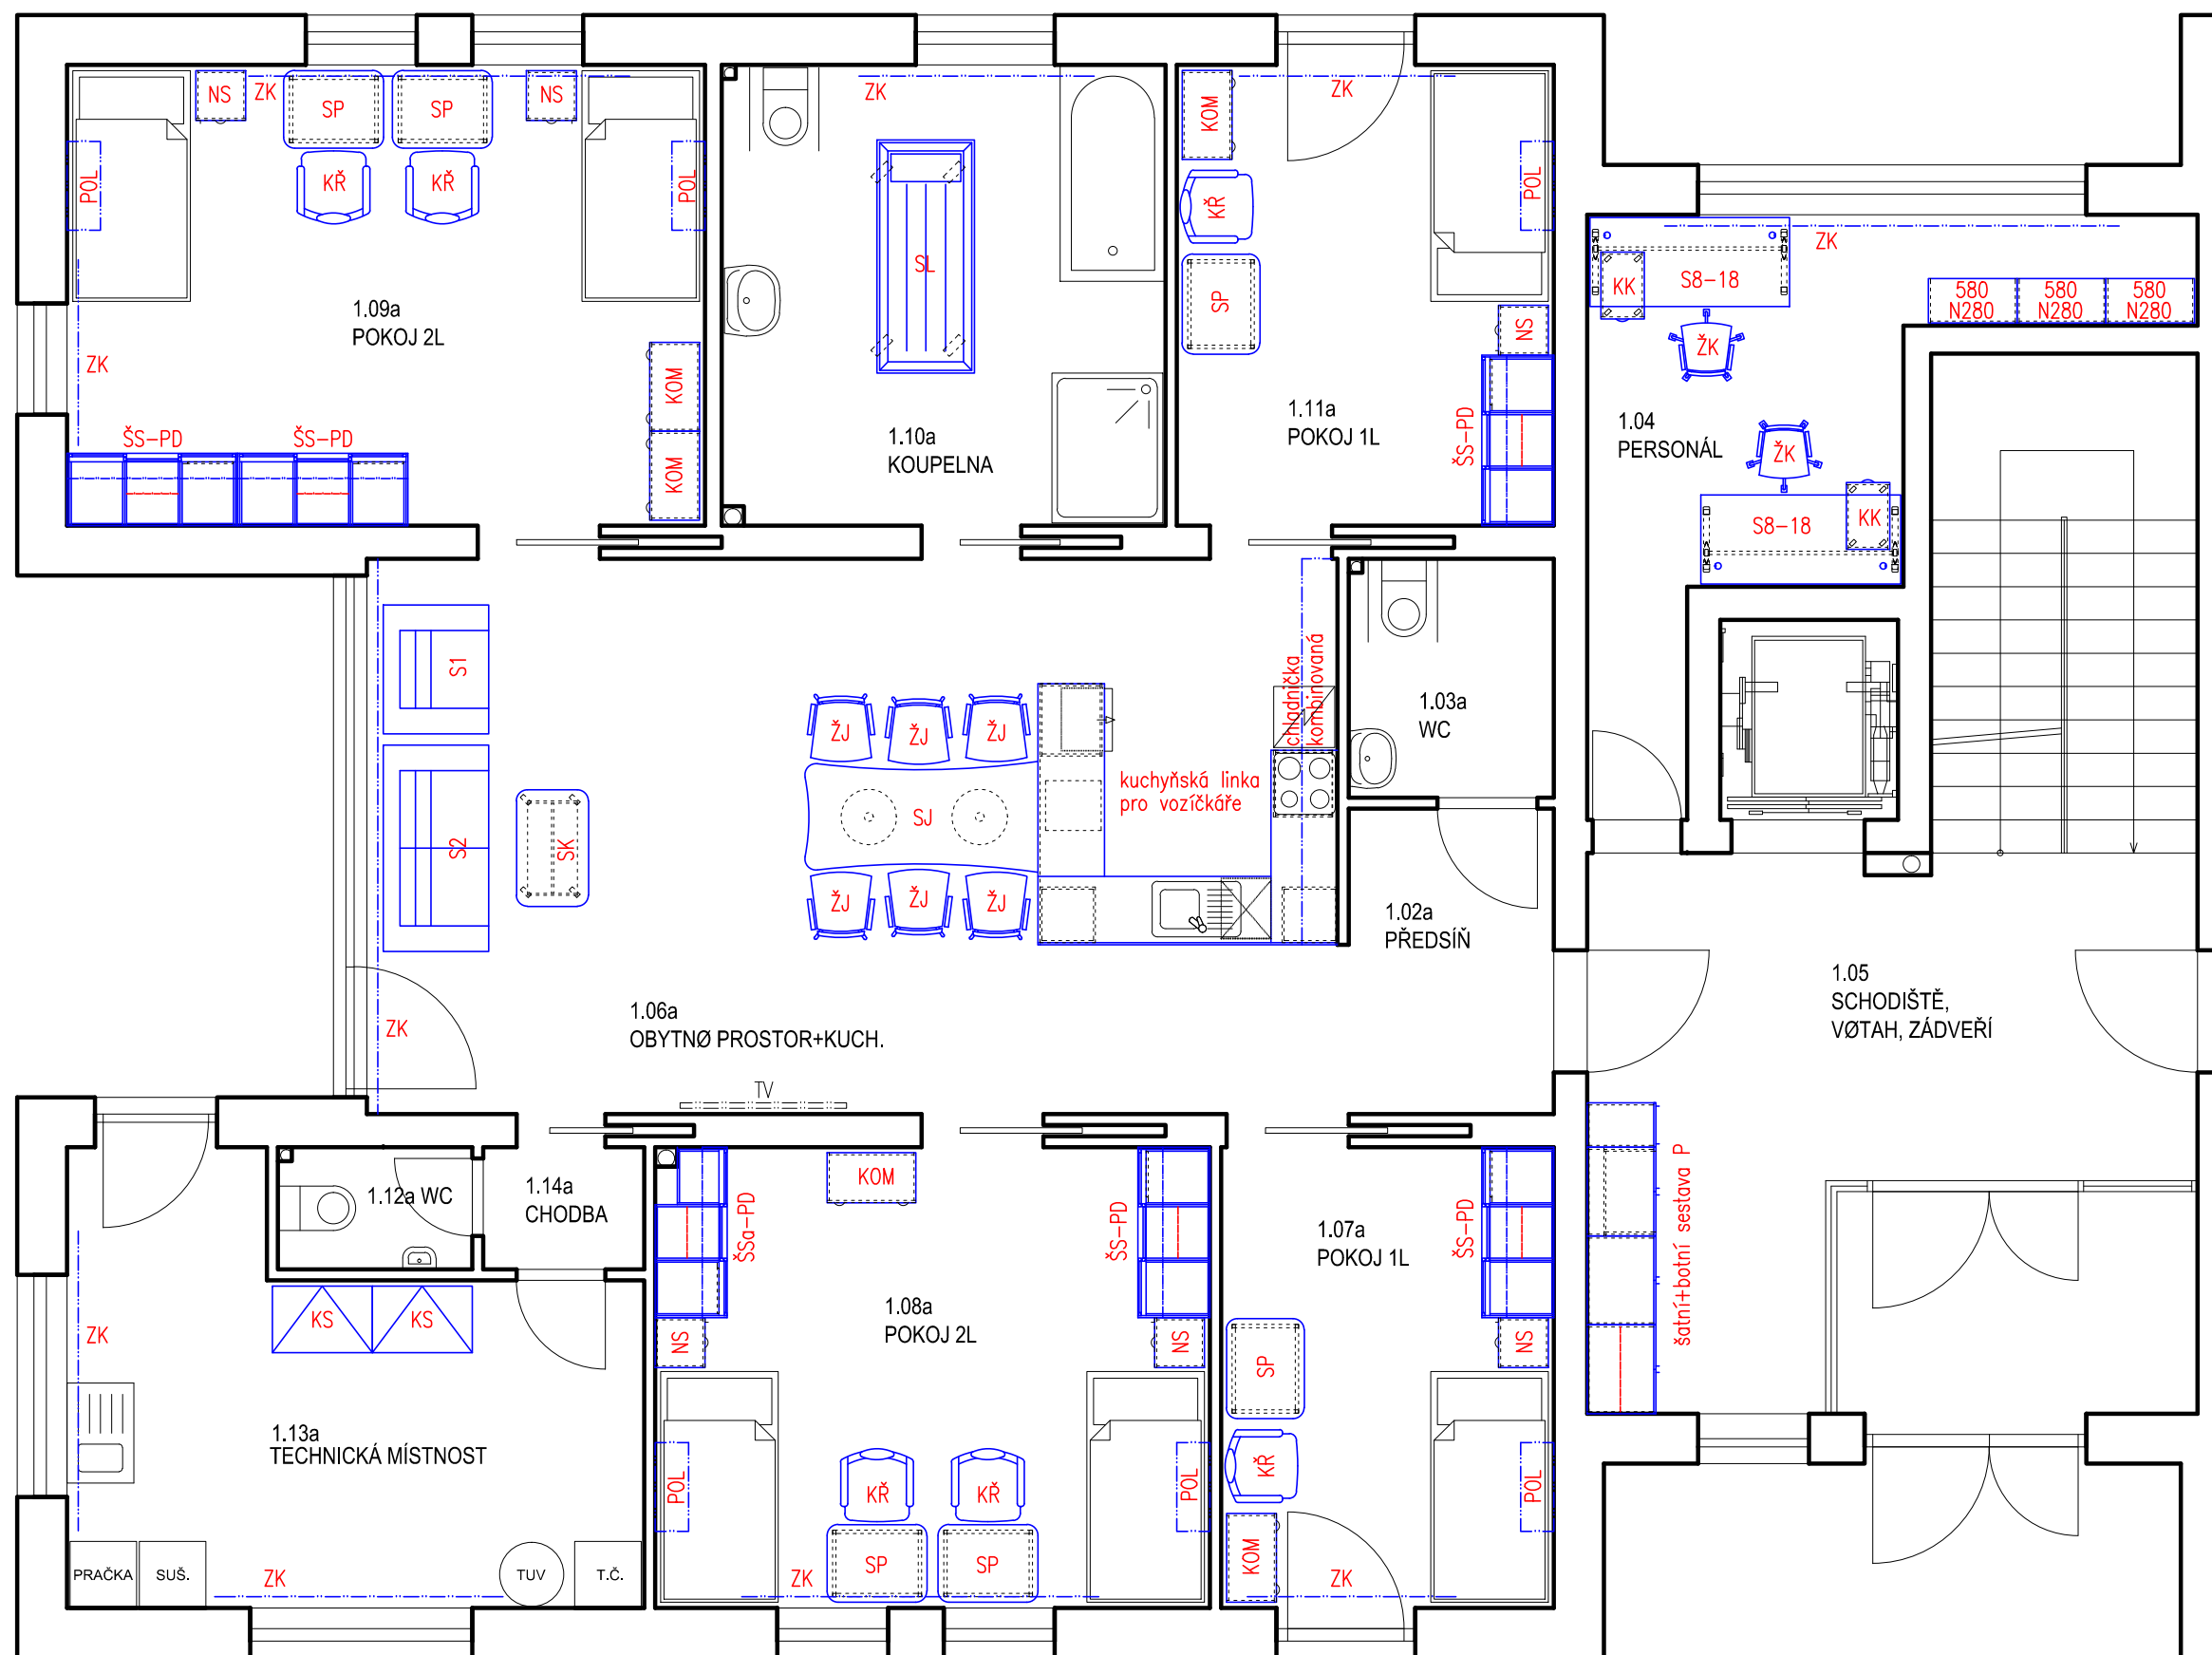 NS
ZK
SP
SP
NS
POL
KŘ
KŘ
POL
1.09a
POKOJ 2L
ZK
KOM
KOM
ŠS-PD
ŠS-PD
ZK
SL
1.10a
KOUPELNA
KOM
ZK
KŘ
POL
SP
NS
1.11a
POKOJ 1L
ŠS-PD
ZK
S8-18
KK
580
N280
580
N280
580
N280
ŽK
1.04
PERSONÁL
ŽK
S8-18
KK
S1
S2
SK
ŽJ
ŽJ
ŽJ
SJ
ŽJ
ŽJ
ŽJ
chladnička
kombinovaná
kuchyňská linka
pro vozíčkáře
1.03a
WC
1.02a
PŘEDSÍŇ
ZK
1.06a
OBYTNØ PROSTOR+KUCH.
TV
1.05
SCHODIŠTĚ,
VØTAH, ZÁDVEŘÍ
šatní+botní sestava P
1.12a WC
1.14a
CHODBA
ZK
KS
KS
1.13a
TECHNICKÁ MÍSTNOST
PRAČKA
SUŠ.
ZK
TUV
T.Č.
KOM
ŠSa-PD
ŠS-PD
NS
1.08a
POKOJ 2L
NS
POL
KŘ
KŘ
POL
ZK
SP
SP
1.07a
POKOJ 1L
ŠS-PD
SP
NS
KŘ
POL
KOM
ZK